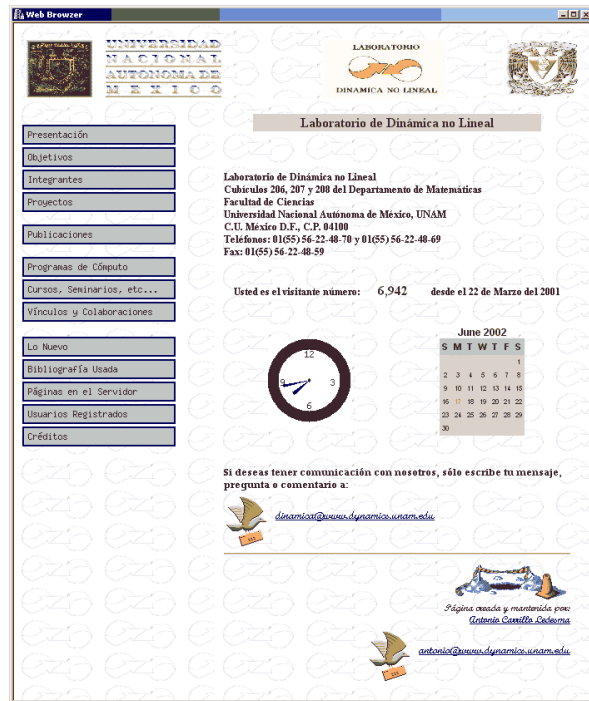 Web Browzer
UNIVERSIDAD
NACIONAL
AUTONOMA DE
MEXICO
LABORATORIO
DINAMICA NO LINEAL
Laboratorio de Dinámica no Lineal
Presentación
Objetivos
Integrantes
Proyectos
Publicaciones
Programas de Cómputo
Cursos, Seminarios, etc...
Vínculos y Colaboraciones
Lo Nuevo
Bibliografía Usada
Páginas en el Servidor
Usuarios Registrados
Créditos
Laboratorio de Dinámica no Lineal
Cubículos 206, 207 y 208 del Departamento de Matemáticas
Facultad de Ciencias
Universidad Nacional Autónoma de México, UNAM
C.U. México D.F., C.P. 04100
Teléfonos: 01(55) 56-22-48-70 y 01(55) 56-22-48-69
Fax: 01(55) 56-22-48-59
Usted es el visitante número: 6,942 desde el 22 de Marzo del 2001
12
9 3
6
June 2002
S M T W T F S
1
2 3 4 5 6 7 8
9 10 11 12 13 14 15
16 17 18 19 20 21 22
23 24 25 26 27 28 29
30
Si deseas tener comunicación con nosotros, sólo escribe tu mensaje,
pregunta o comentario a:
dinamica@www.dynamics.unam.edu
Página creada y mantenida por:
Antonio Carrillo Ledesma
antonio@www.dynamics.unam.edu